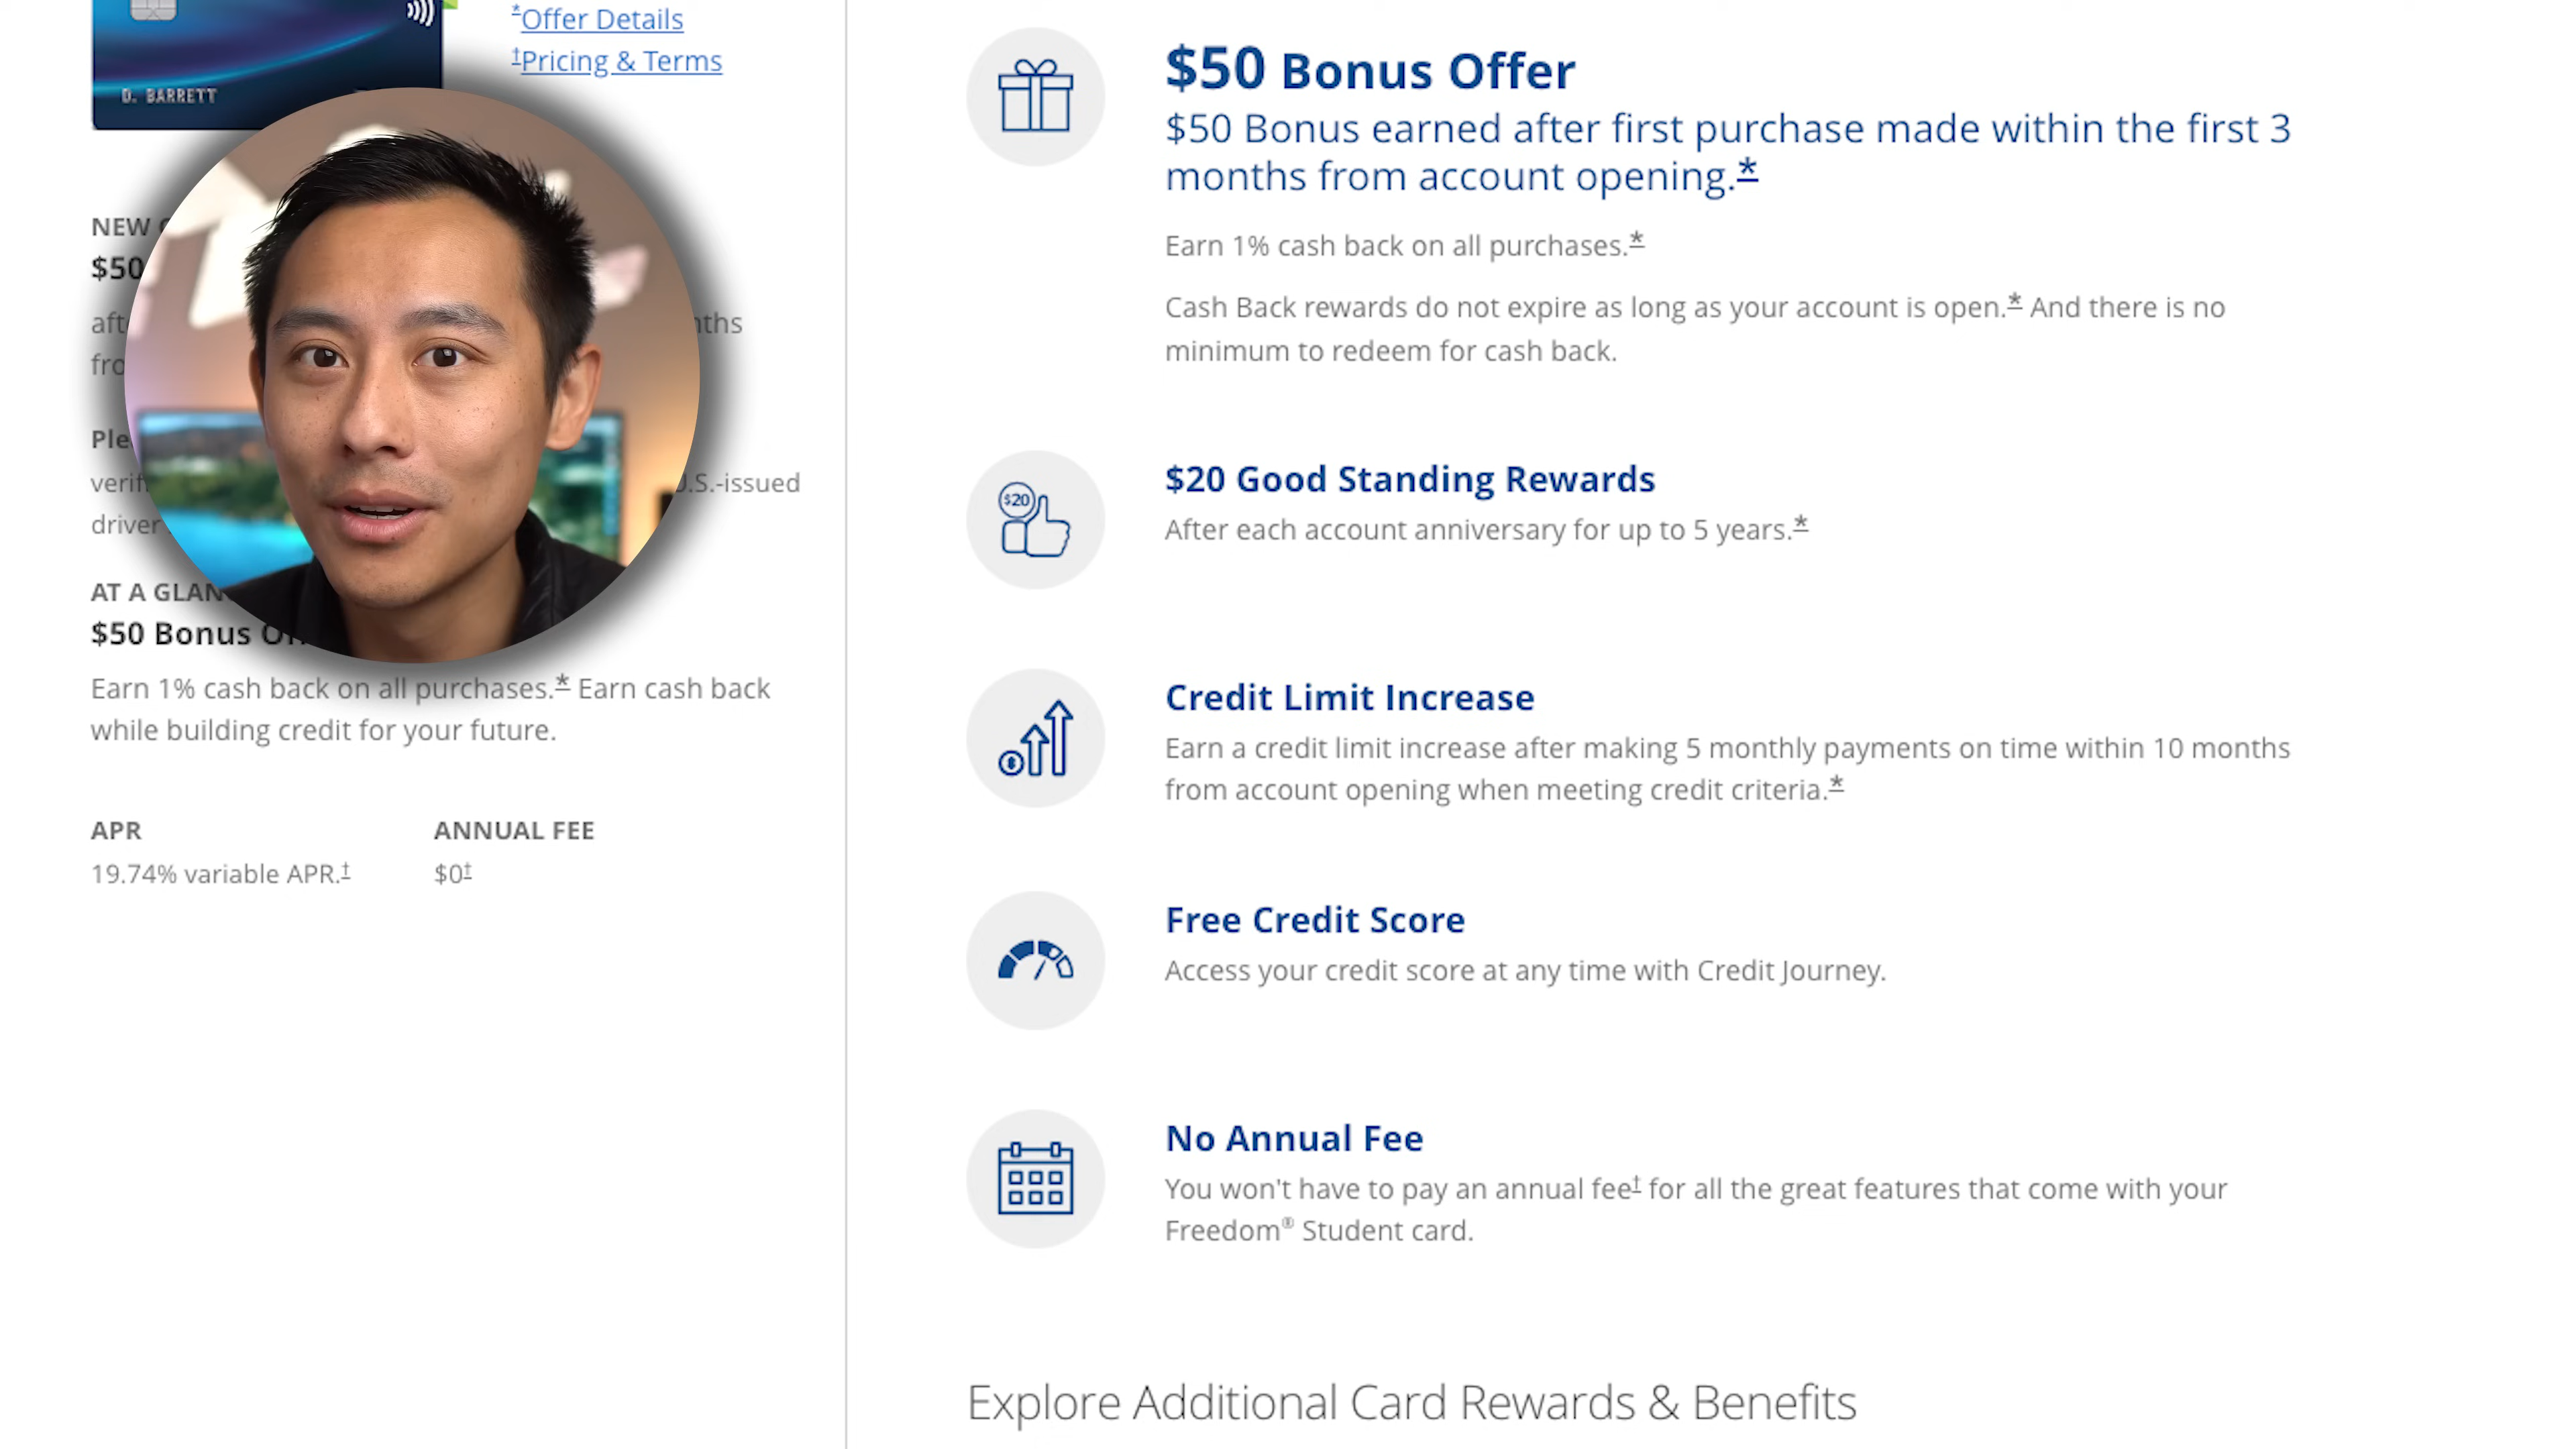 *Offer Details
†Pricing & Terms
D. BARRETT
NEW
$50
months
Earn 1% cash back on all purchases.* Earn cash back
while building credit for your future.
AT A
$50 Bonus
U.S.-issued
driver
APR
19.74% variable APR.†
ANNUAL FEE
$0†
$50 Bonus Offer
$50 Bonus earned after first purchase made within the first 3
months from account opening.*
Earn 1% cash back on all purchases.*
Cash Back rewards do not expire as long as your account is open.* And there is no
minimum to redeem for cash back.
$20
$20 Good Standing Rewards
After each account anniversary for up to 5 years.*
Credit Limit Increase
Earn a credit limit increase after making 5 monthly payments on time within 10 months
from account opening when meeting credit criteria.*
Free Credit Score
Access your credit score at any time with Credit Journey.
No Annual Fee
You won't have to pay an annual fee† for all the great features that come with your
Freedom® Student card.
Explore Additional Card Rewards & Benefits